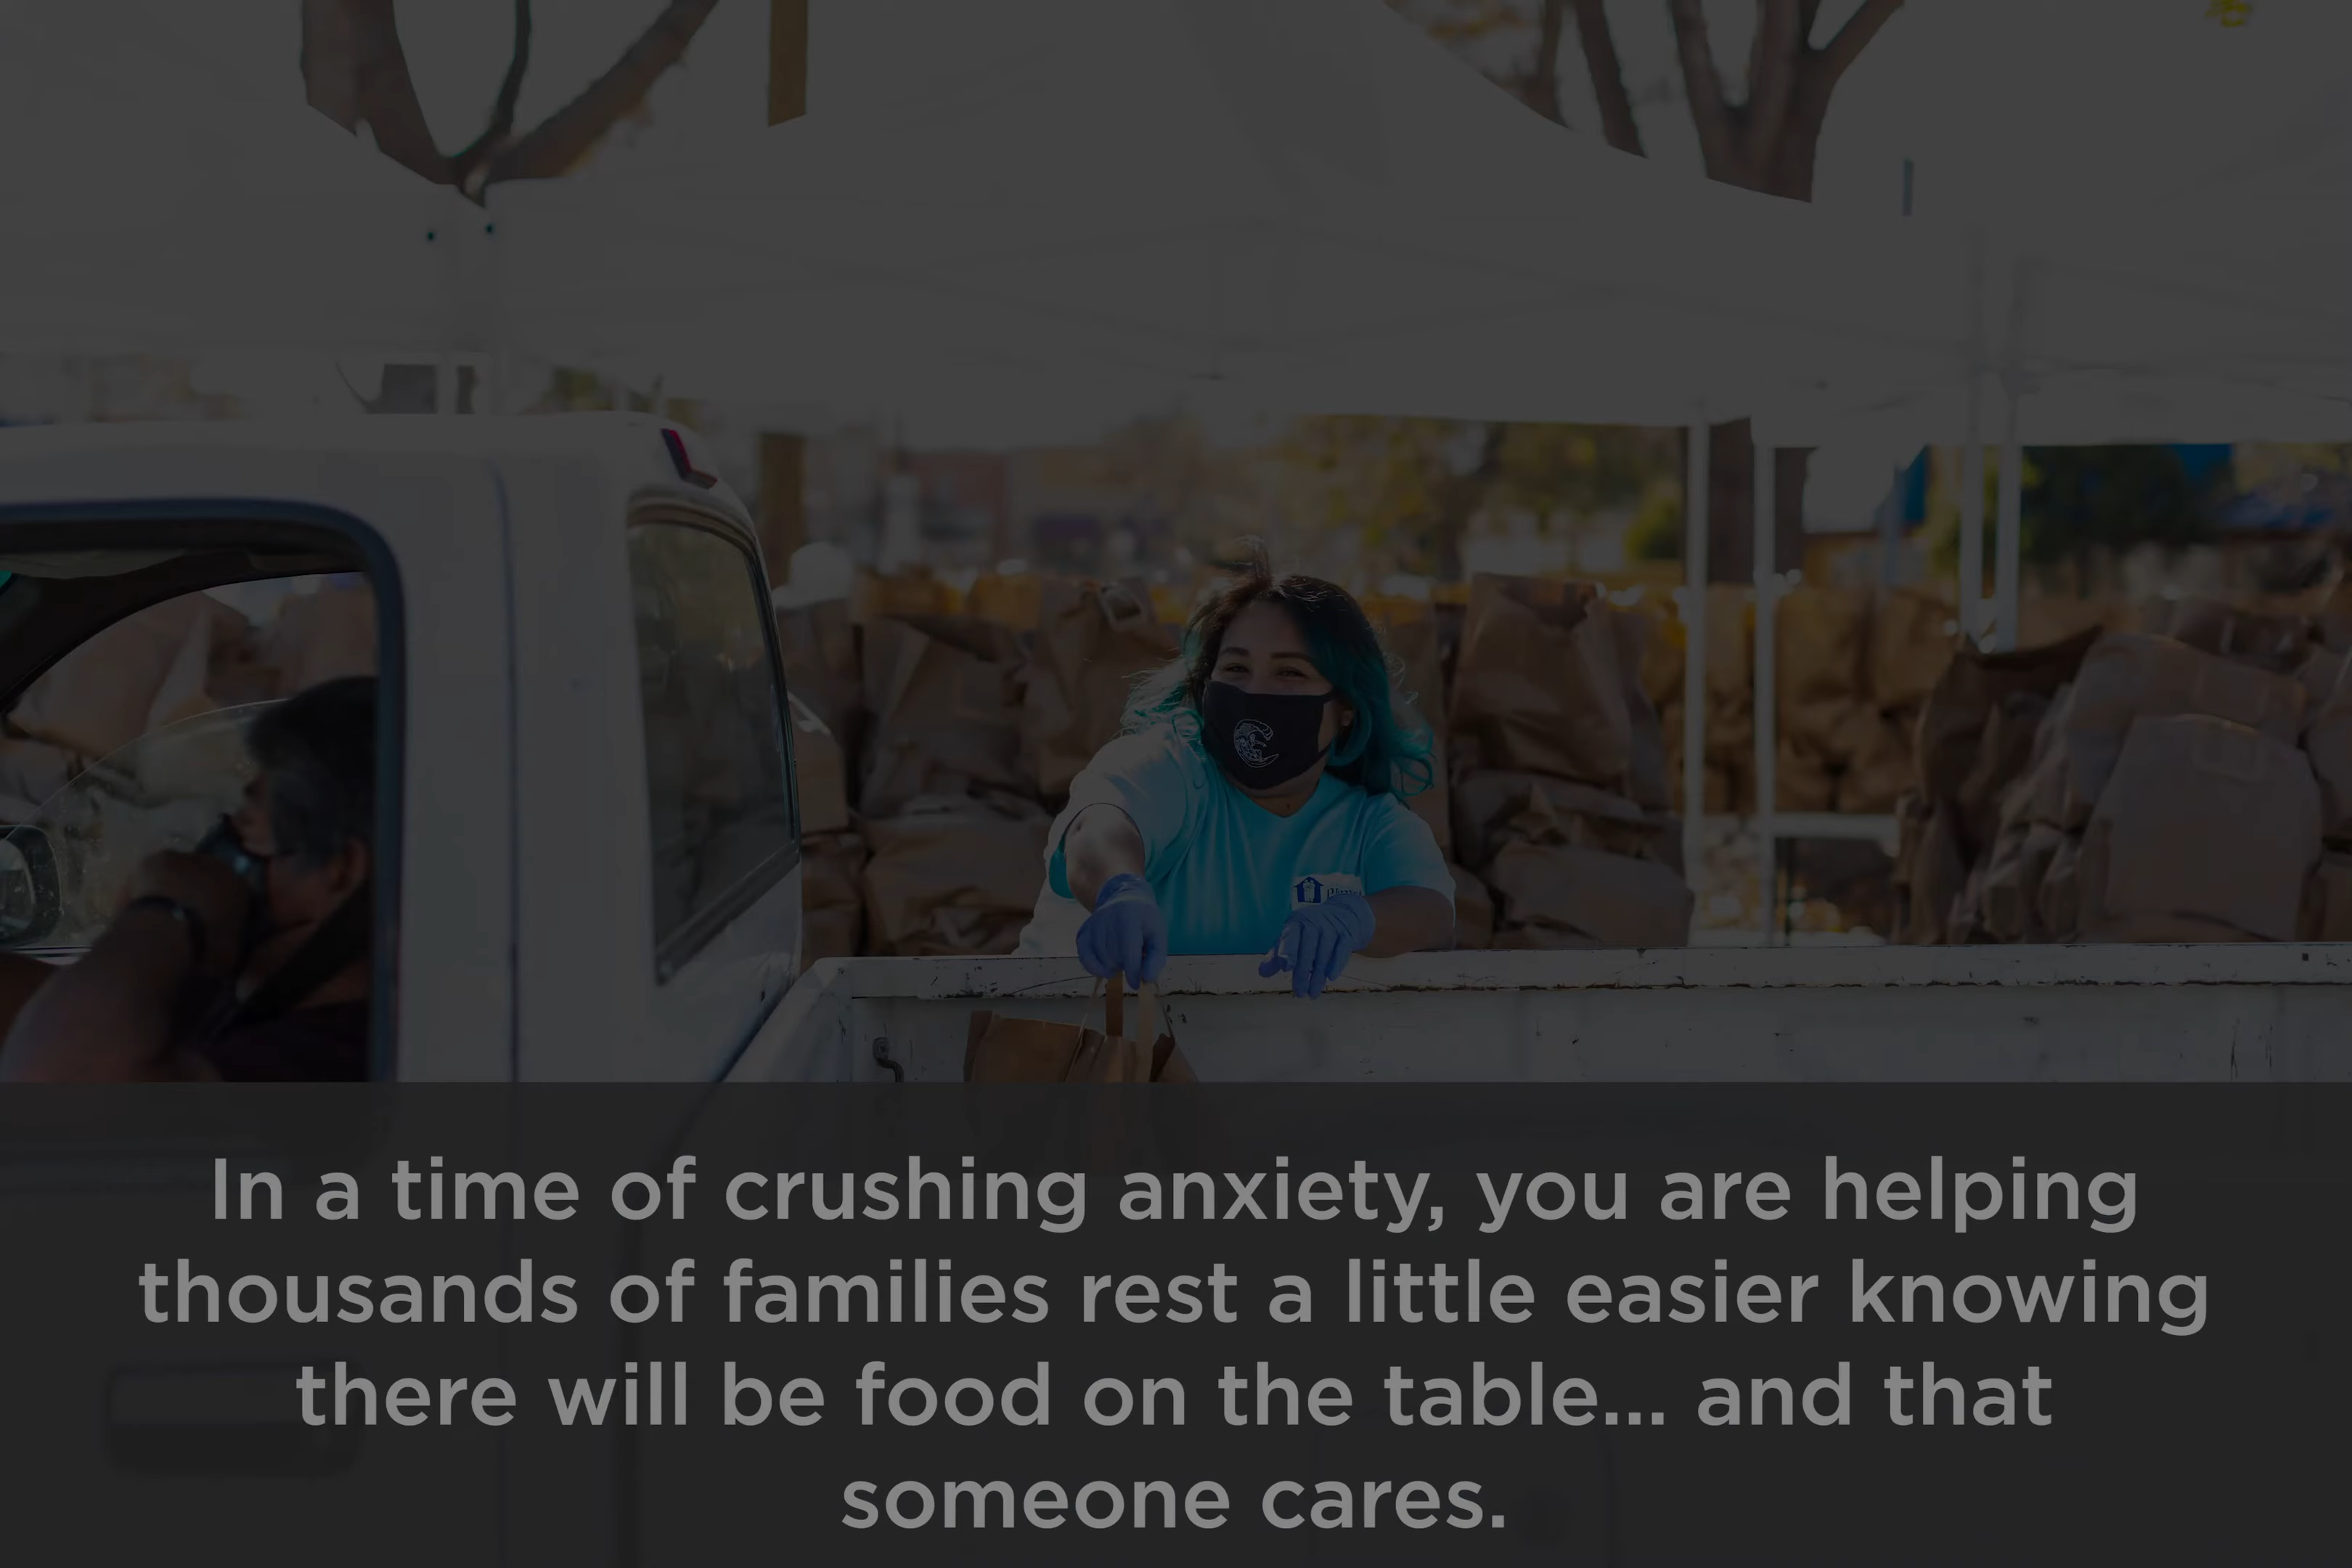 In a time of crushing anxiety, you are helping
thousands of families rest a little easier knowing
there will be food on the table... and that
someone cares.